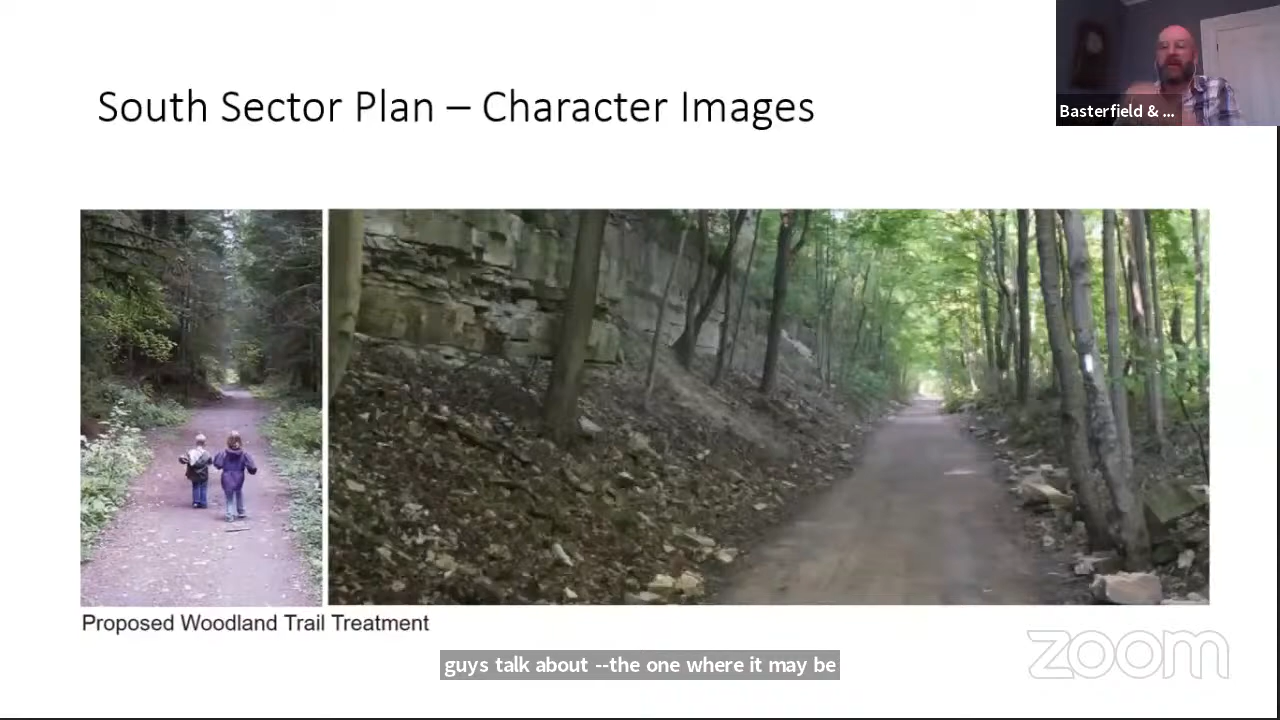 South Sector Plan – Character Images
Basterfield & ...
Proposed Woodland Trail Treatment
guys talk about --the one where it may be
zoom